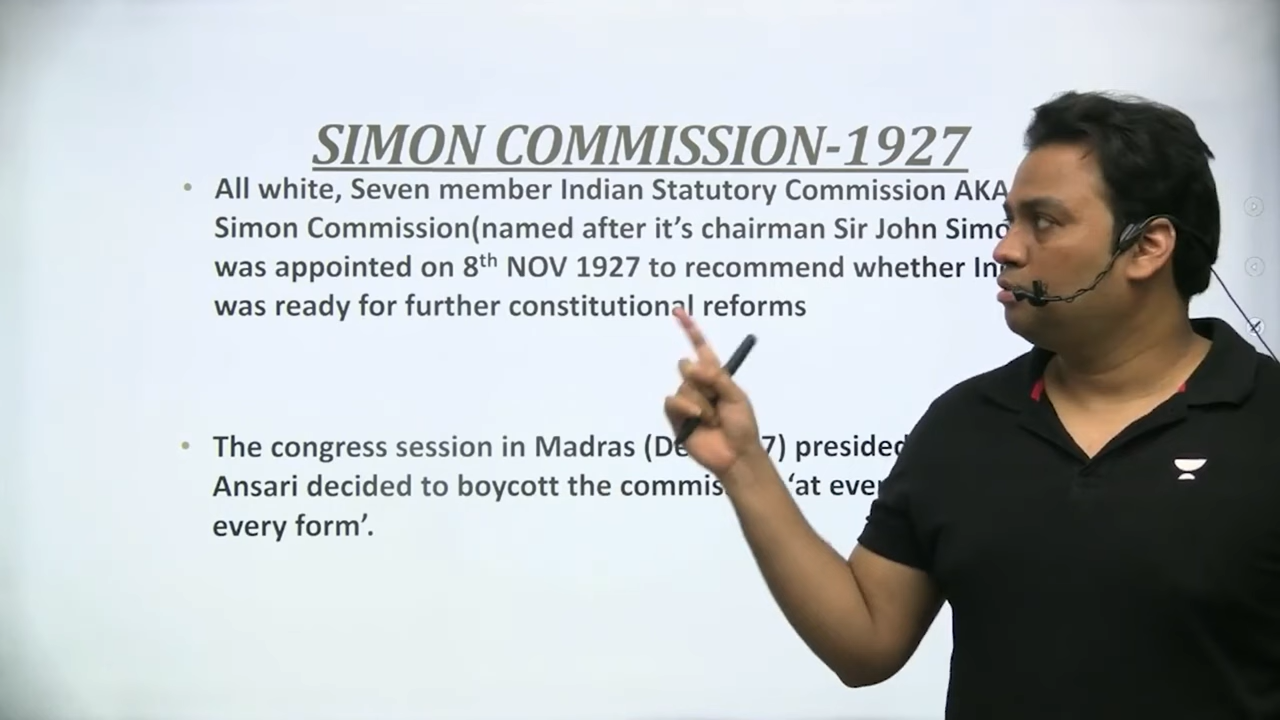 SIMON COMMISSION-1927
• All white, Seven member Indian Statutory Commission AKA
Simon Commission(named after it's chairman Sir John Simo
was appointed on 8th NOV 1927 to recommend whether In
was ready for further constitutional reforms
• The congress session in Madras (De 7) presided
Ansari decided to boycott the commis 'at eve
every form'.